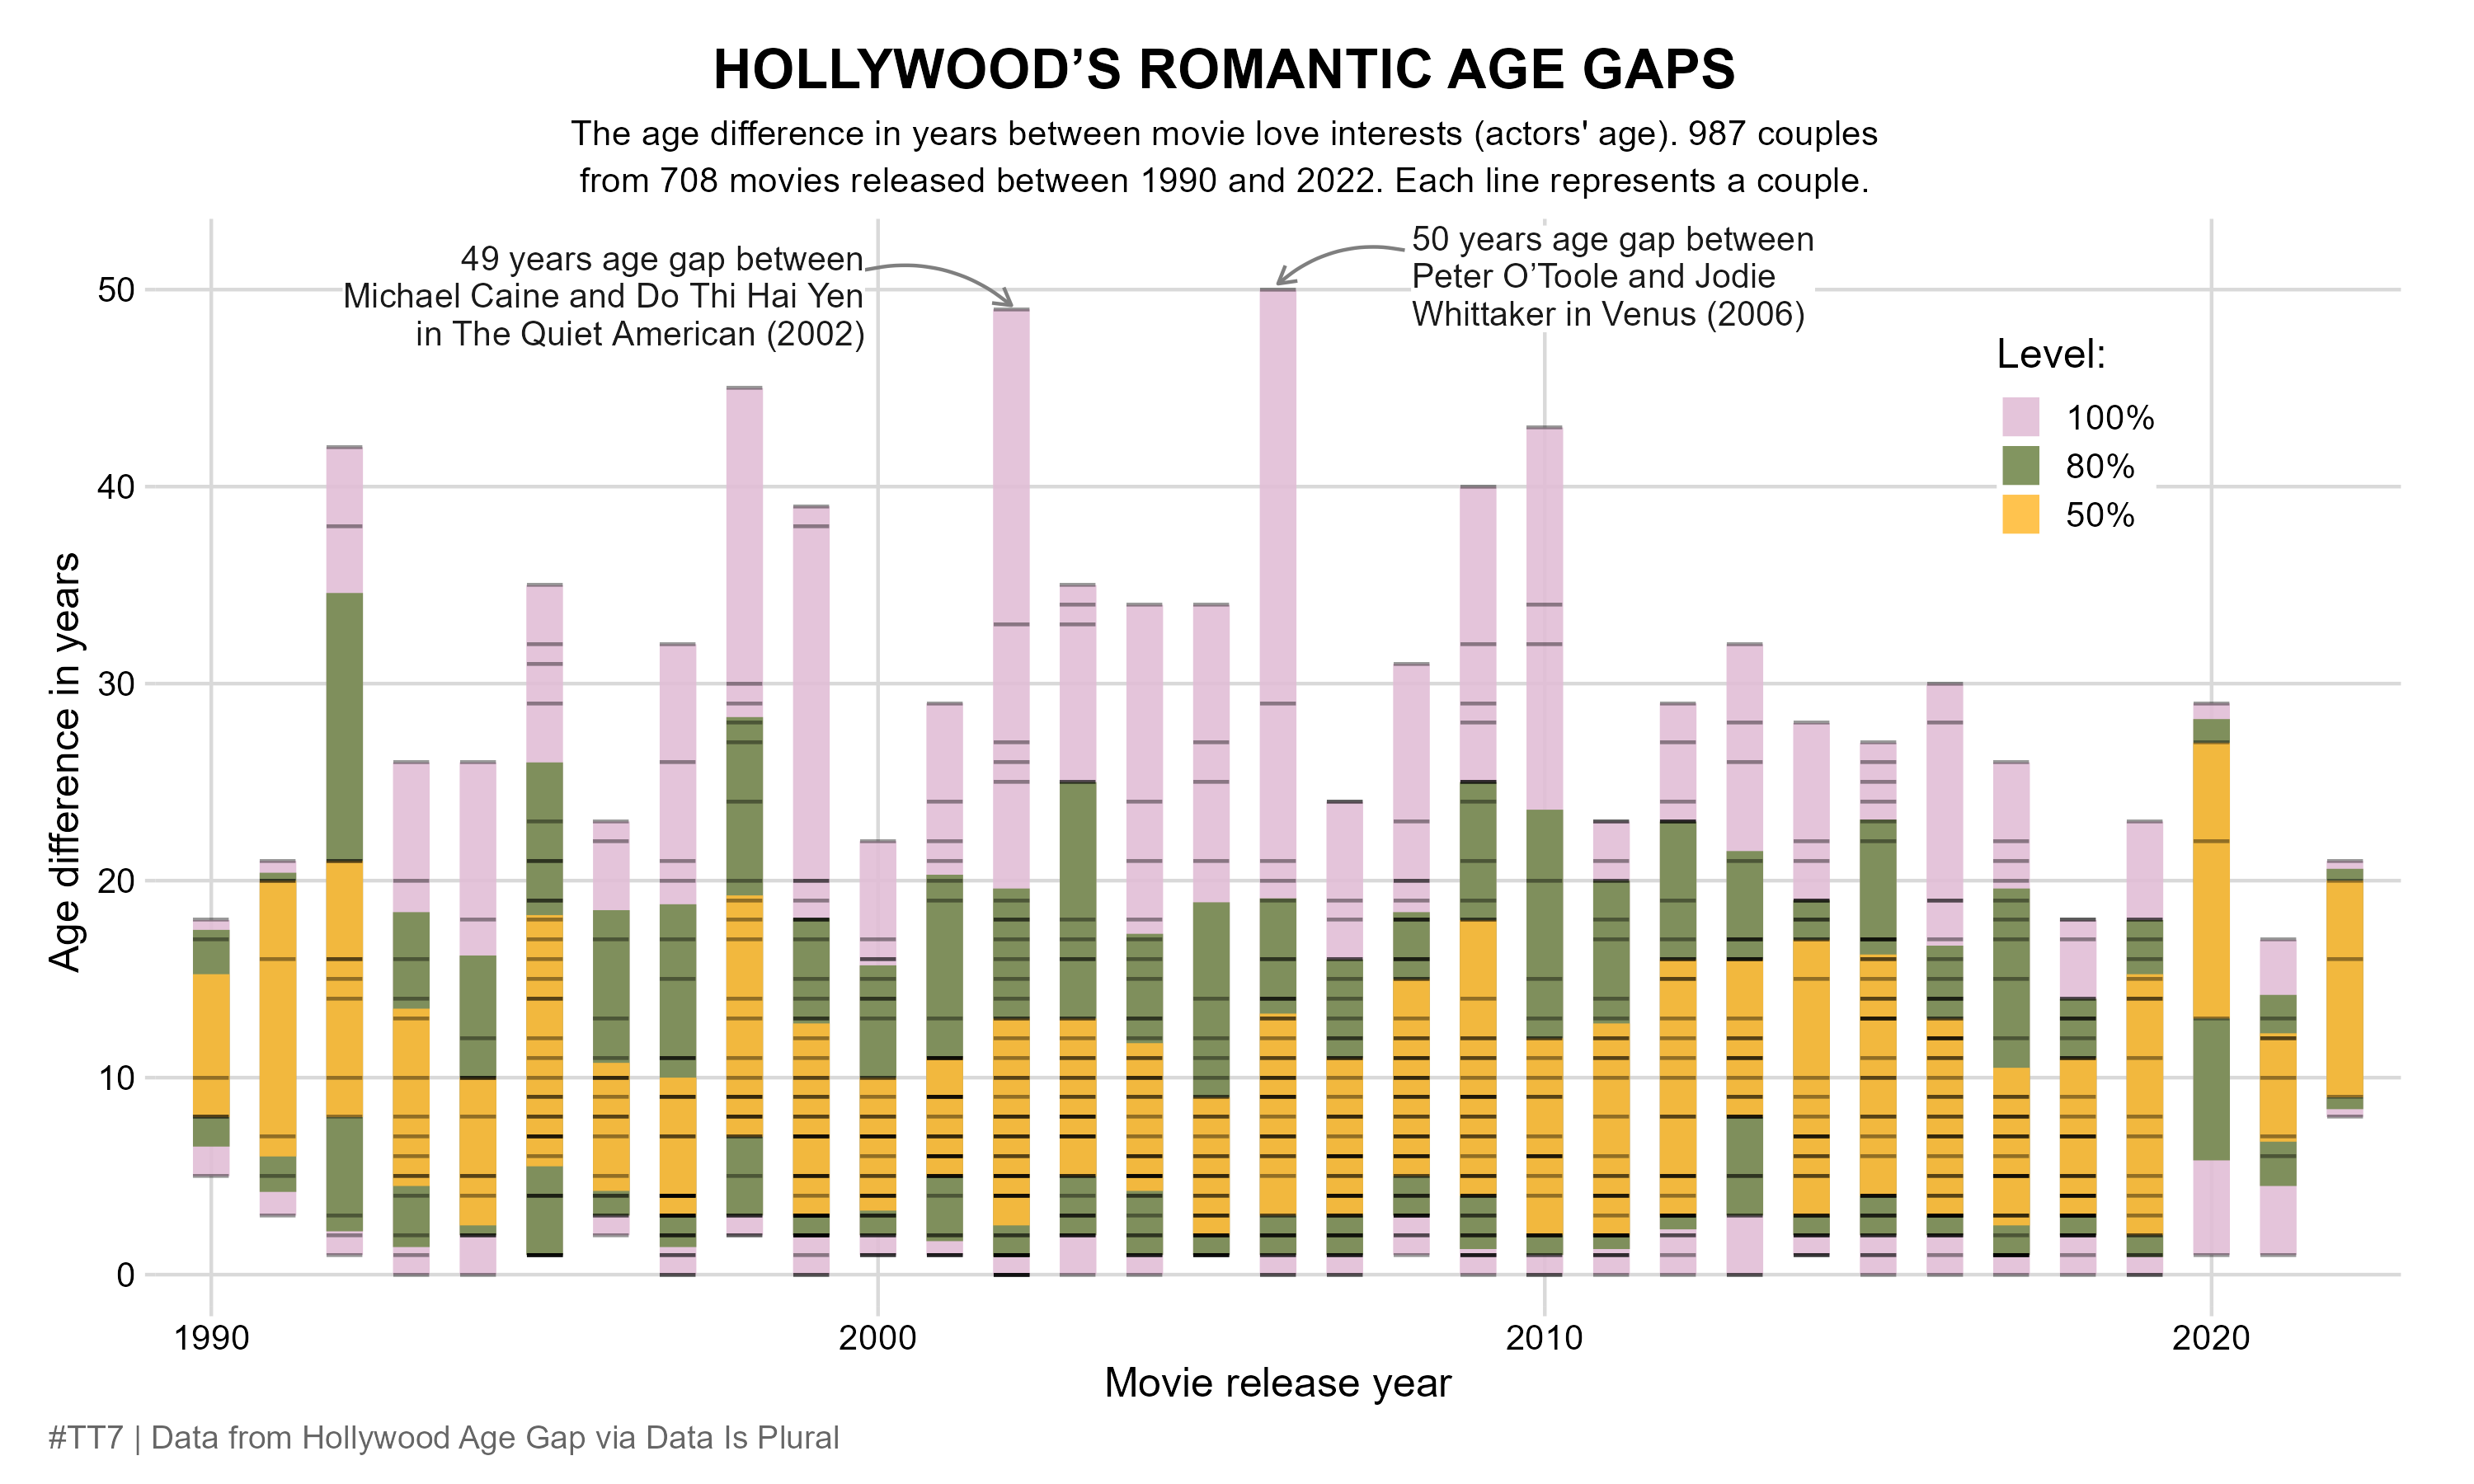 HOLLYWOOD’S ROMANTIC AGE GAPS
The age difference in years between movie love interests (actors' age). 987 couples
from 708 movies released between 1990 and 2022. Each line represents a couple.
49 years age gap between
Michael Caine and Do Thi Hai Yen
in The Quiet American (2002)
50 years age gap between
Peter O’Toole and Jodie
Whittaker in Venus (2006)
Level:
100%
80%
50%
Age difference in years
50
40
30
20
10
0
1990
2000
2010
2020
Movie release year
#TT7 | Data from Hollywood Age Gap via Data Is Plural